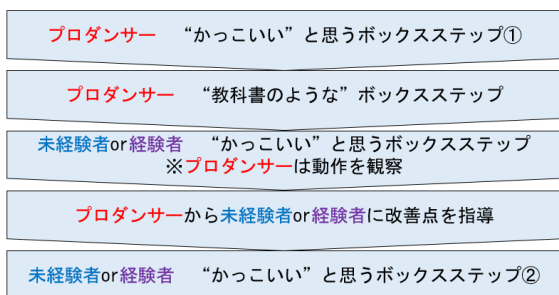 プロダンサー “かっこいい”と思うボックスステップ①
プロダンサー “教科書のような”ボックスステップ
未経験者or経験者 “かっこいい”と思うボックスステップ
※プロダンサーは動作を観察
プロダンサーから未経験者or経験者に改善点を指導
未経験者or経験者 “かっこいい”と思うボックスステップ②